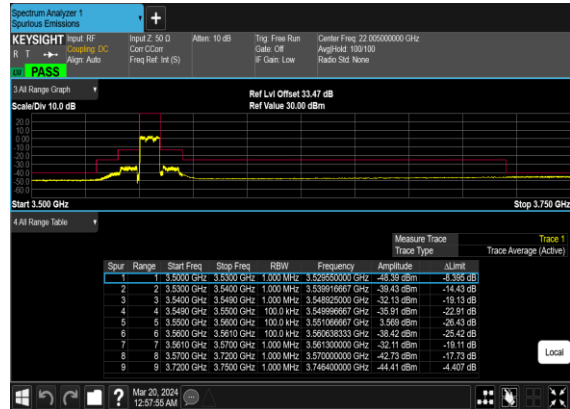 Spectrum Analyzer 1
Spurious Emissions
KEYSIGHT Input: RF Input Z: 50 Ω Atten: 10 dB Trig: Free Run Center Freq: 22.005000000 GHz
R T Coupling: DC Corr CCorr Gate: Off Avg|Hold: 100/100
Align: Auto Freq Ref: Int (S) IF Gain: Low Radio Std: None
PASS
3 All Range Graph
Ref Lvl Offset 33.47 dB
Scale/Div 10.0 dB Ref Value 30.00 dBm
20.0
10.0
0.00
-10.0
-20.0
-30.0
-40.0
-50.0
-60.0
Start 3.500 GHz Stop 3.750 GHz
4 All Range Table
Measure Trace Trace 1
Trace Type Trace Average (Active)
Spur Range Start Freq Stop Freq RBW Frequency Amplitude ΔLimit
1 1 3.5000 GHz 3.5300 GHz 1.000 MHz 3.529550000 GHz -48.39 dBm -8.395 dB
2 2 3.5300 GHz 3.5400 GHz 1.000 MHz 3.539916667 GHz -39.43 dBm -14.43 dB
3 3 3.5400 GHz 3.5490 GHz 1.000 MHz 3.548925000 GHz -32.13 dBm -19.13 dB
4 4 3.5490 GHz 3.5500 GHz 100.0 kHz 3.549996667 GHz -35.91 dBm -22.91 dB
5 5 3.5500 GHz 3.5600 GHz 100.0 kHz 3.551066667 GHz 3.569 dBm -26.43 dB
6 6 3.5600 GHz 3.5610 GHz 100.0 kHz 3.560638333 GHz -38.42 dBm -25.42 dB
7 7 3.5610 GHz 3.5700 GHz 1.000 MHz 3.561300000 GHz -32.11 dBm -19.11 dB
8 8 3.5700 GHz 3.7200 GHz 1.000 MHz 3.570000000 GHz -42.73 dBm -17.73 dB
9 9 3.7200 GHz 3.7500 GHz 1.000 MHz 3.746400000 GHz -44.41 dBm -4.407 dB
Local
Mar 20, 2024
12:57:55 AM